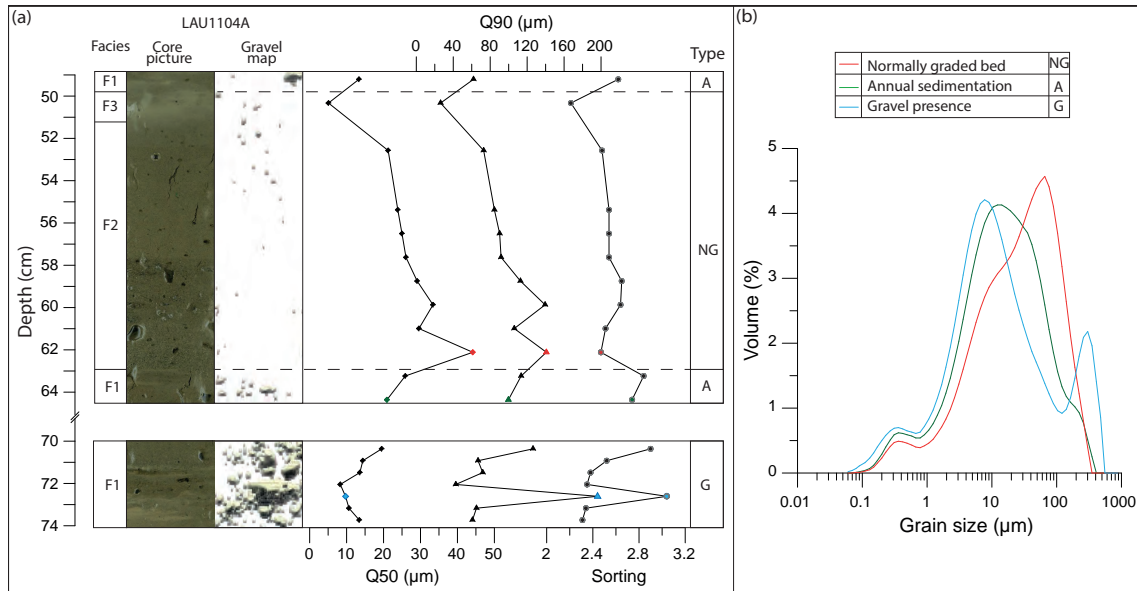 (a)
LAU1104A
Q90 (μm)
0 40 80 120 160 200
Facies
Core
picture
Gravel
map
Type
F1
F3
F2
F1
A
NG
A
50
52
54
56
58
60
62
64
Depth (cm)
70
72
74
F1
G
0 10 20 30 40 50
2 2.4 2.8 3.2
Q50 (μm)
Sorting
(b)
Normally graded bed NG
Annual sedimentation A
Gravel presence G
5
4
3
2
1
0
Volume (%)
0.01 0.1 1 10 100 1000
Grain size (μm)